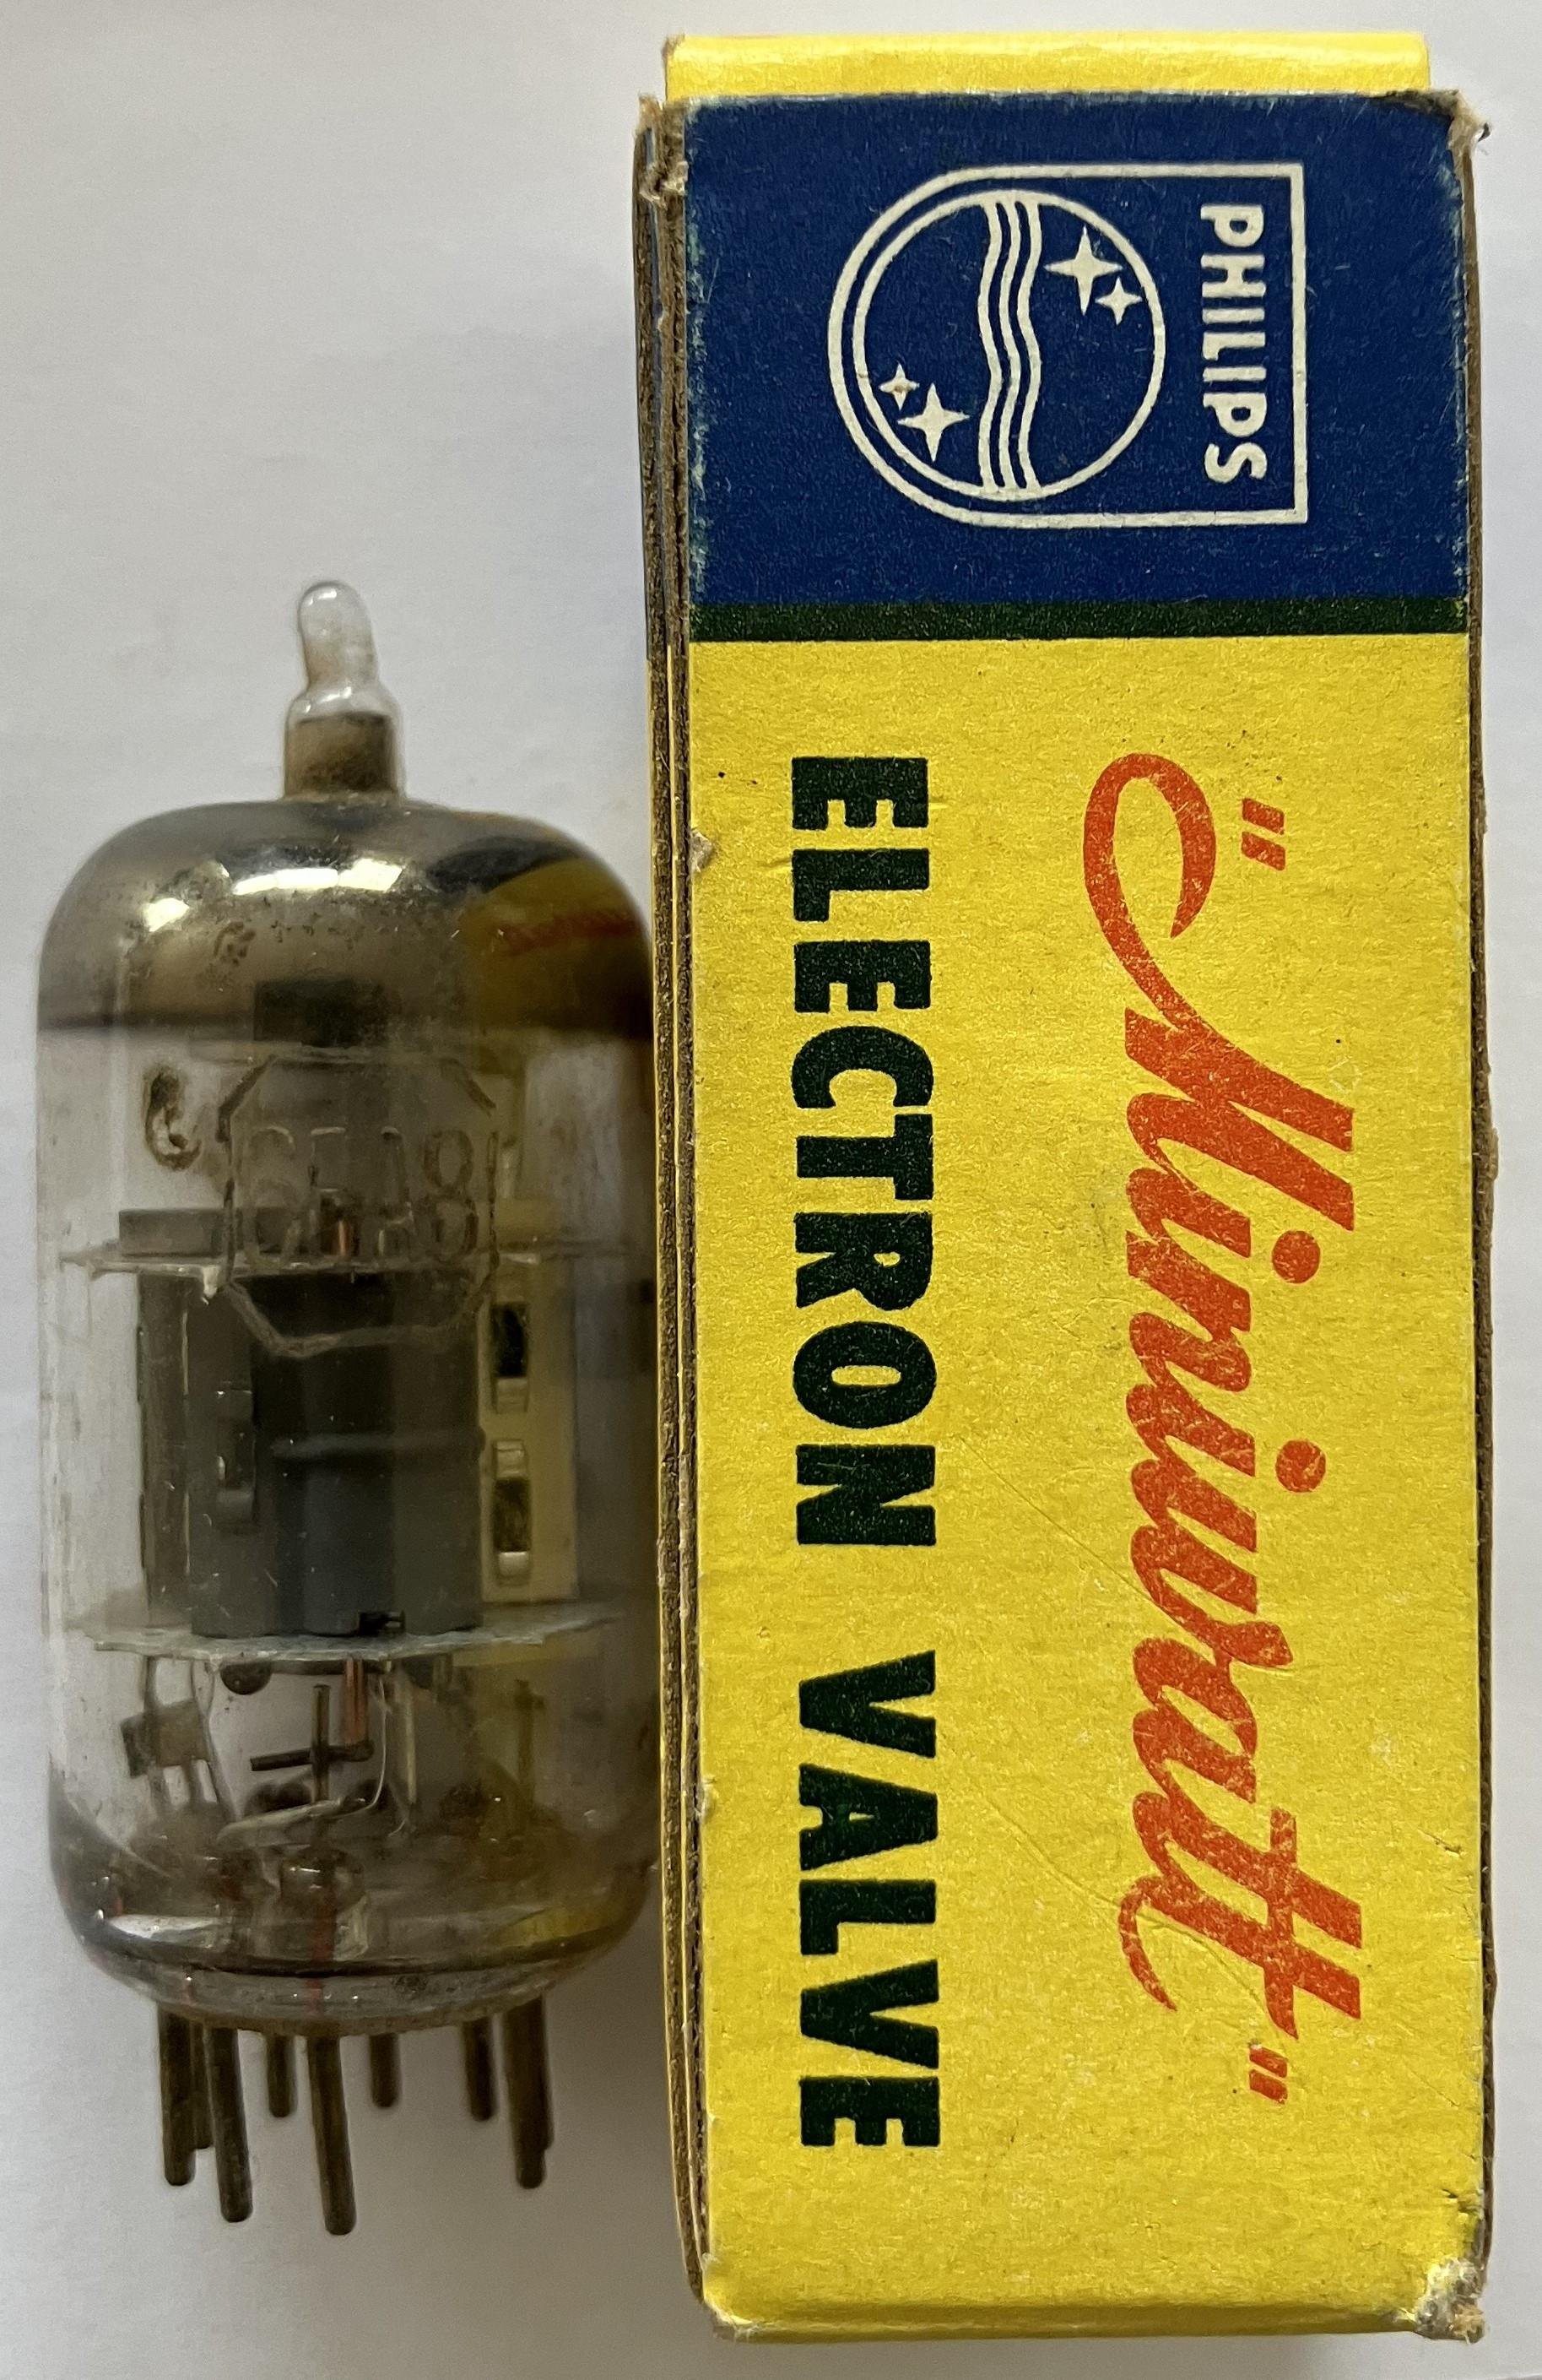 PHILIPS
"Miniwatt"
ELECTRON VALVE